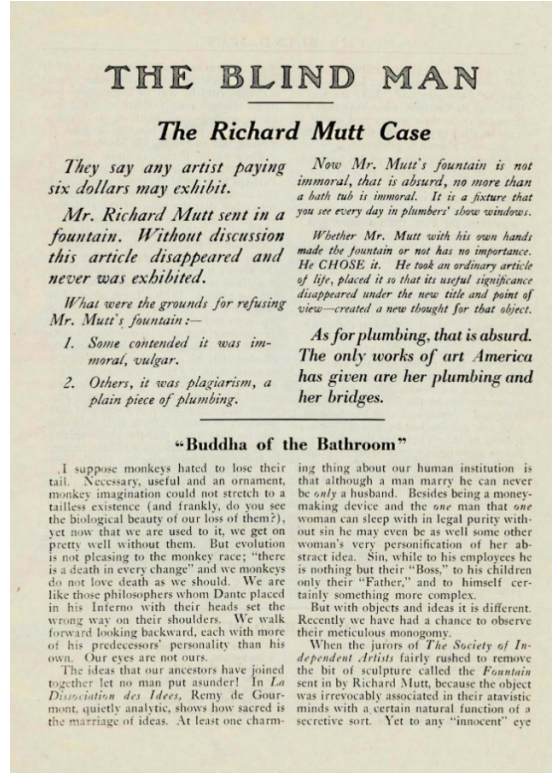 THE BLIND MAN
The Richard Mutt Case
They say any artist paying
six dollars may exhibit.
Mr. Richard Mutt sent in a
fountain. Without discussion
this article disappeared and
never was exhibited.
What were the grounds for refusing
Mr. Mutt's fountain :—
1. Some contended it was im-
moral, vulgar.
2. Others, it was plagiarism, a
plain piece of plumbing.
Now Mr. Mutt's fountain is not
immoral, that is absurd, no more than
a bath tub is immoral. It is a fixture that
you see every day in plumbers' show windows.
Whether Mr. Mutt with his own hands
made the fountain or not has no importance.
He CHOSE it. He took an ordinary article
of life, placed it so that its useful significance
disappeared under the new title and point of
view—created a new thought for that object.
As for plumbing, that is absurd.
The only works of art America
has given are her plumbing and
her bridges.
“Buddha of the Bathroom”
I suppose monkeys hated to lose their
tail. Necessary, useful and an ornament,
monkey imagination could not stretch to a
tailless existence (and frankly, do you see
the biological beauty of our loss of them?),
yet now that we are used to it, we get on
pretty well without them. But evolution
is not pleasing to the monkey race; “there
is a death in every change” and we monkeys
do not love death as we should. We are
like those philosophers whom Dante placed
in his Inferno with their heads set the
wrong way on their shoulders. We walk
forward looking backward, each with more
of his predecessors' personality than his
own. Our eyes are not ours.
The ideas that our ancestors have joined
together let no man put asunder! In La
Dissociation des Idees, Remy de Gour-
mont, quietly analytic, shows how sacred is
the marriage of ideas. At least one charm-
ing thing about our human institution is
that although a man marry he can never
be only a husband. Besides being a money-
making device and the one man that one
woman can sleep with in legal purity with-
out sin he may even be as well some other
woman's very personification of her ab-
stract idea. Sin, while to his employees he
is nothing but their “Boss,” to his children
only their “Father,” and to himself cer-
tainly something more complex.
But with objects and ideas it is different.
Recently we have had a chance to observe
their meticulous monogomy.
When the jurors of The Society of In-
dependent Artists fairly rushed to remove
the bit of sculpture called the Fountain
sent in by Richard Mutt, because the object
was irrevocably associated in their atavistic
minds with a certain natural function of a
secretive sort. Yet to any “innocent” eye